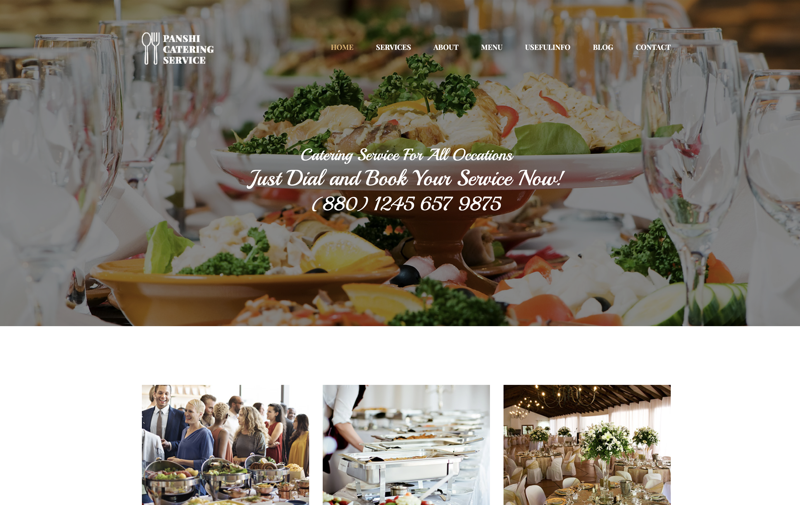 PANSHI
CATERING
SERVICE
HOME SERVICES ABOUT MENU USEFULINFO BLOG CONTACT
Catering Service For All Occations
Just Dial and Book Your Service Now!
(880) 1245 657 9875